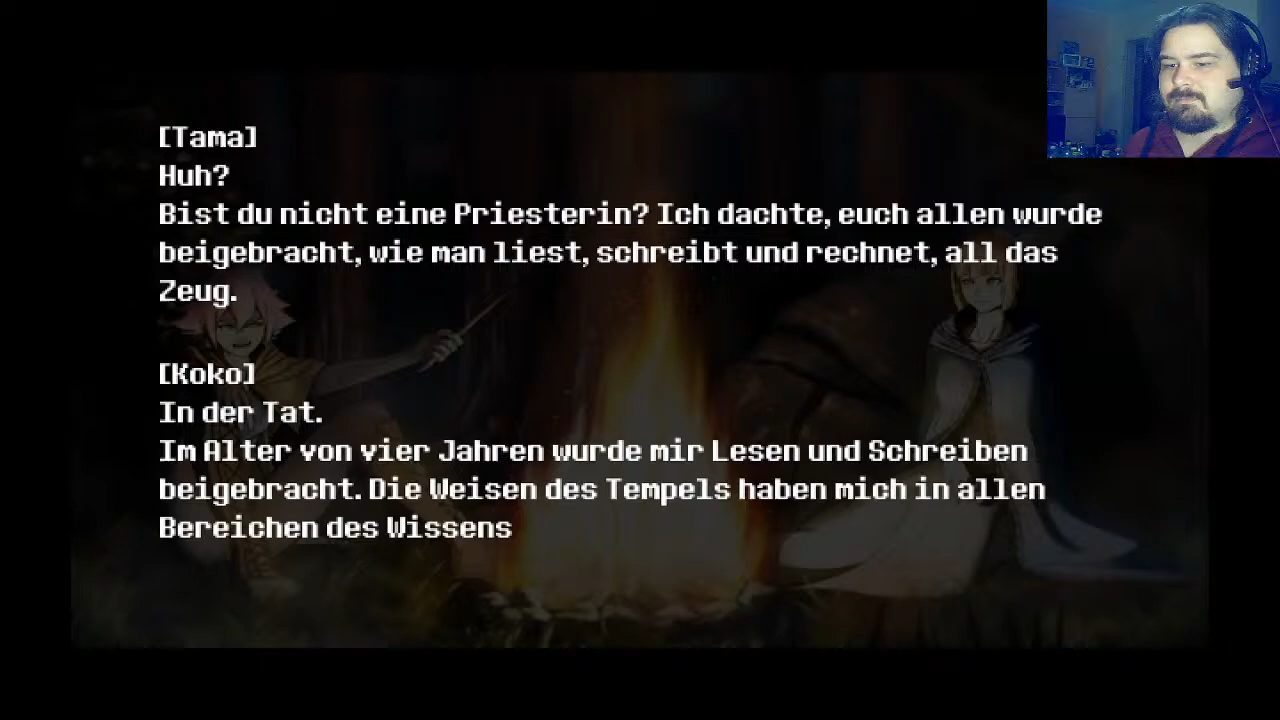 [Tama]
Huh?
Bist du nicht eine Priesterin? Ich dachte, euch allen wurde
beigebracht, wie man liest, schreibt und rechnet, all das
Zeug.
[Koko]
In der Tat.
Im Alter von vier Jahren wurde mir Lesen und Schreiben
beigebracht. Die Weisen des Tempels haben mich in allen
Bereichen des Wissens